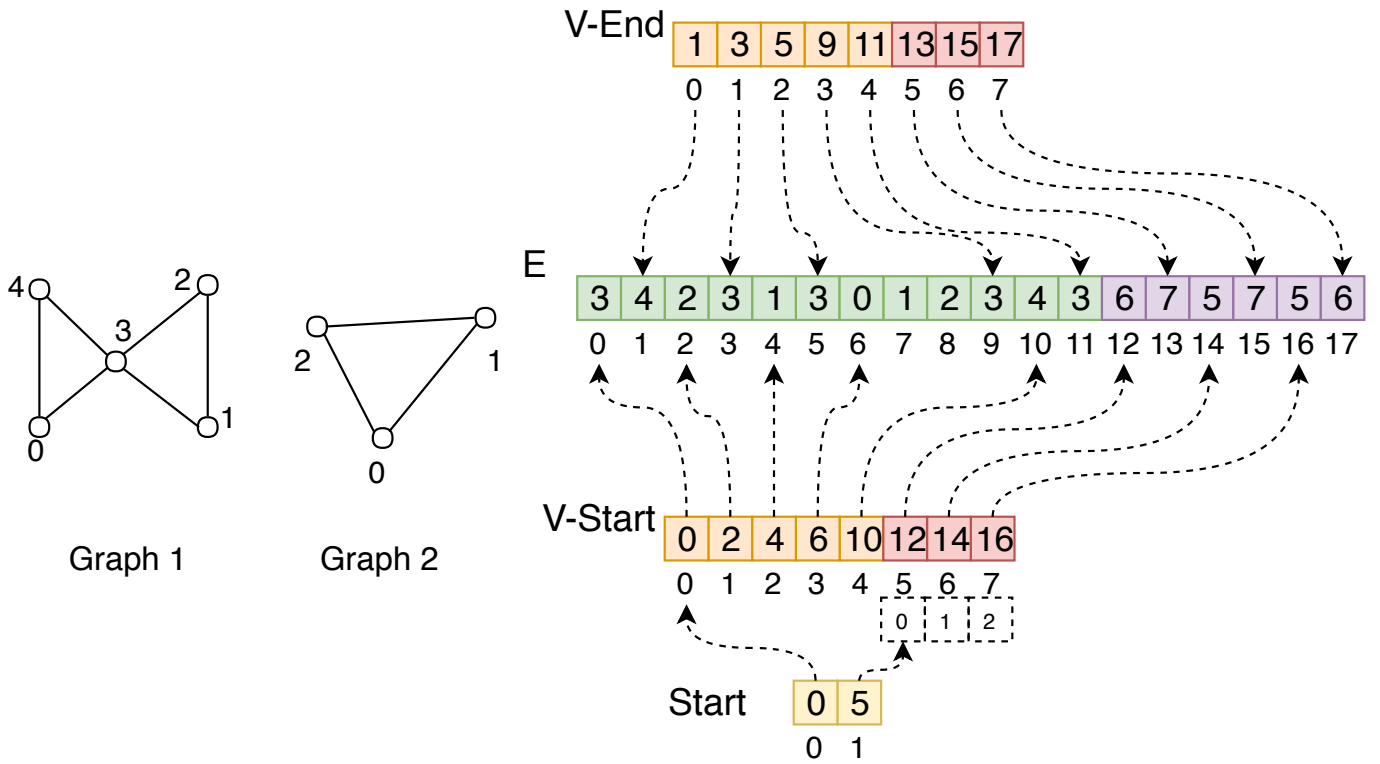 V-End
1 3 5 9 11 13 15 17
0 1 2 3 4 5 6 7
E
3 4 2 3 1 3 0 1 2 3 4 3 6 7 5 7 5 6
0 1 2 3 4 5 6 7 8 9 10 11 12 13 14 15 16 17
4
2
3
0
1
2
1
0
Graph 1
Graph 2
V-Start
0 2 4 6 10 12 14 16
0 1 2 3 4 5 6 7
0 1 2
Start
0 5
0 1